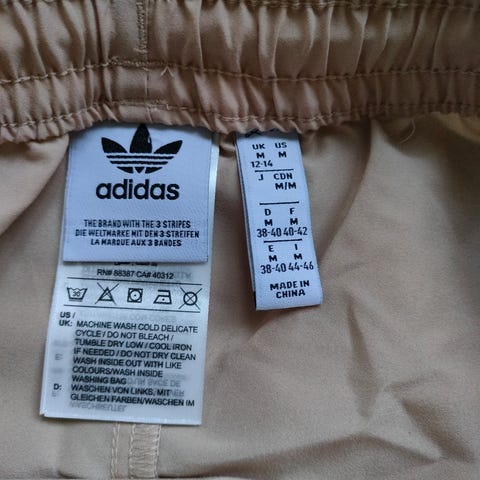 adidas
THE BRAND WITH THE 3 STRIPES
DIE WELTMARKE MIT DEN 3 STREIFEN
LA MARQUE AUX 3 BANDES
RN# 88387 CA# 40312
30
US /
UK: MACHINE WASH COLD DELICATE
CYCLE / DO NOT BLEACH /
TUMBLE DRY LOW / COOL IRON
IF NEEDED / DO NOT DRY CLEAN
WASH INSIDE OUT WITH LIKE
COLOURS/WASH INSIDE
WASHING BAG
D: WASCHEN VON LINKS, MIT
GLEICHEN FARBEN/WASCHEN IM
UK US
M M
12-14
J CDN
M/M
D F
M M
38-40 40-42
E I
M M
38-40 44-46
MADE IN
CHINA